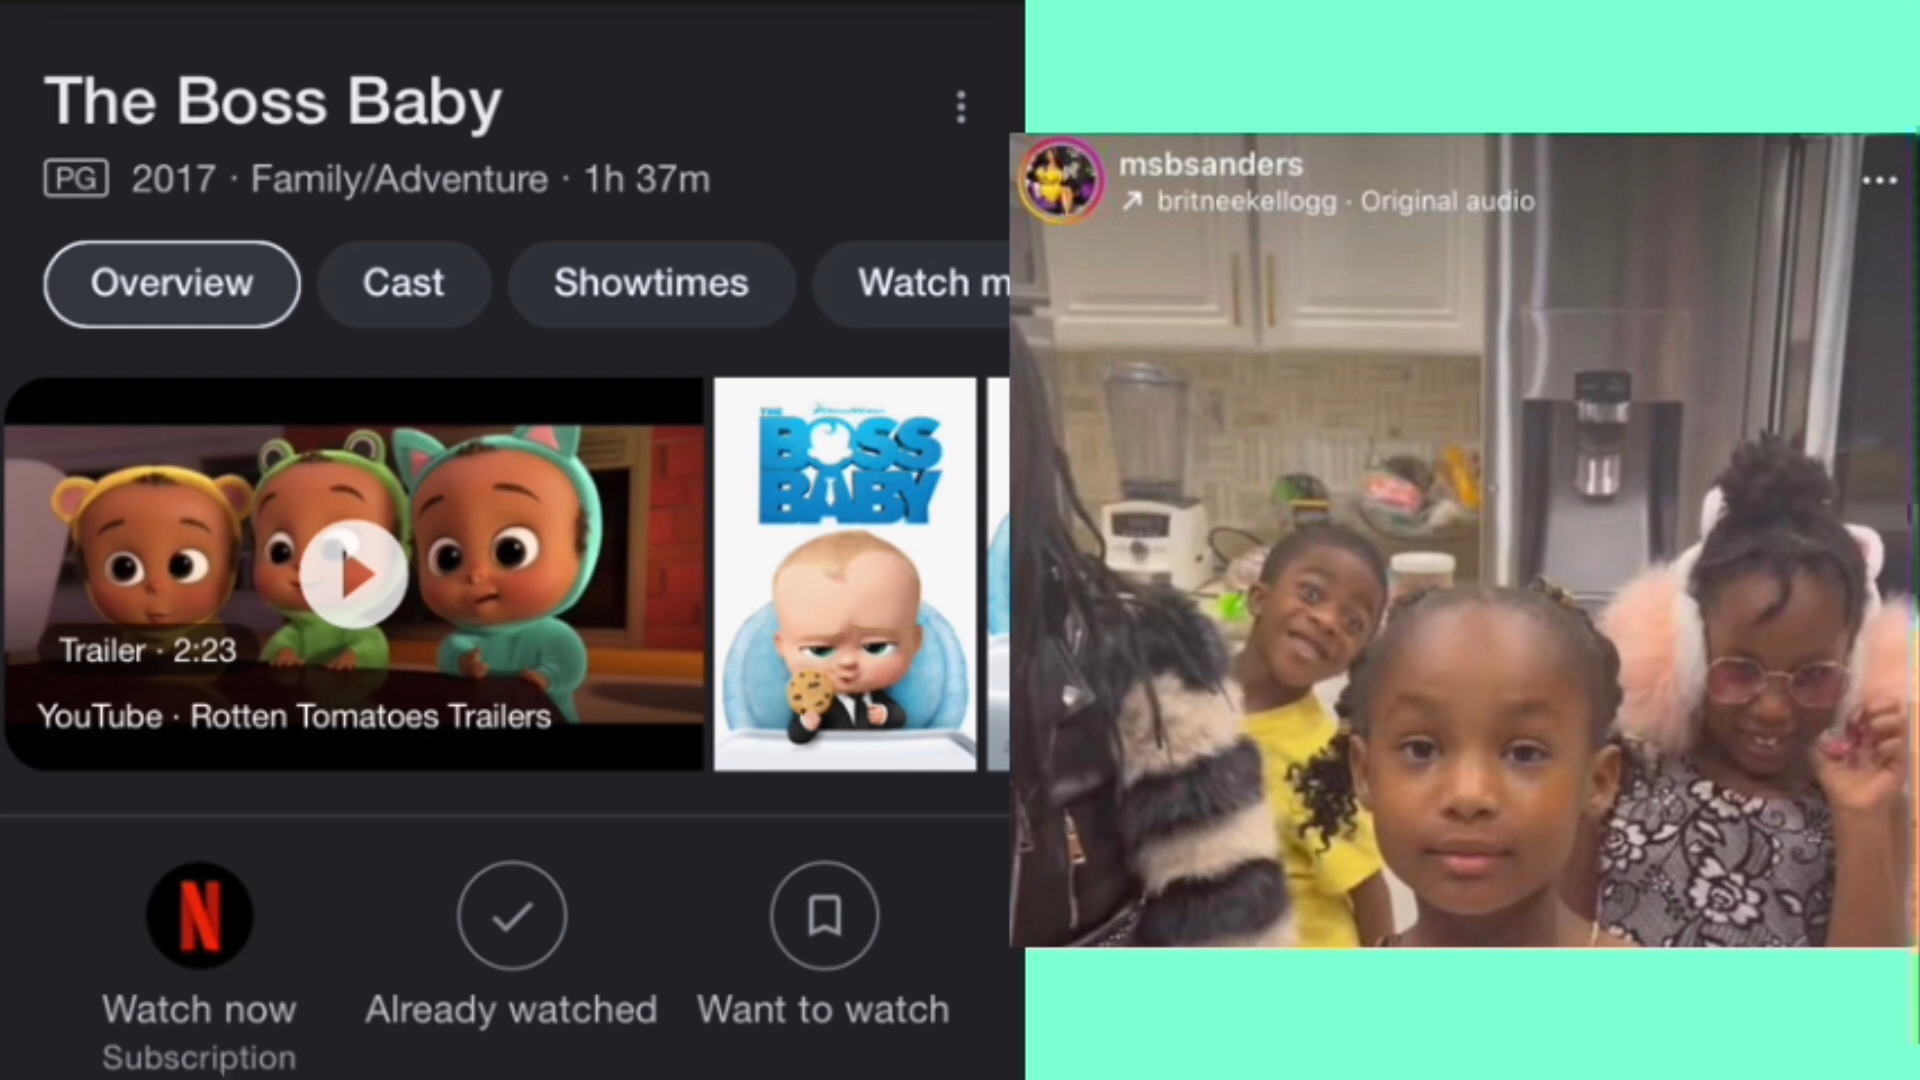 The Boss Baby
PG 2017 · Family/Adventure · 1h 37m
Overview
Cast
Showtimes
Watch m
Trailer · 2:23
YouTube · Rotten Tomatoes Trailers
THE
BOSS
BABY
N
Watch now
Subscription
Already watched
Want to watch
msbsanders
britneekellogg · Original audio